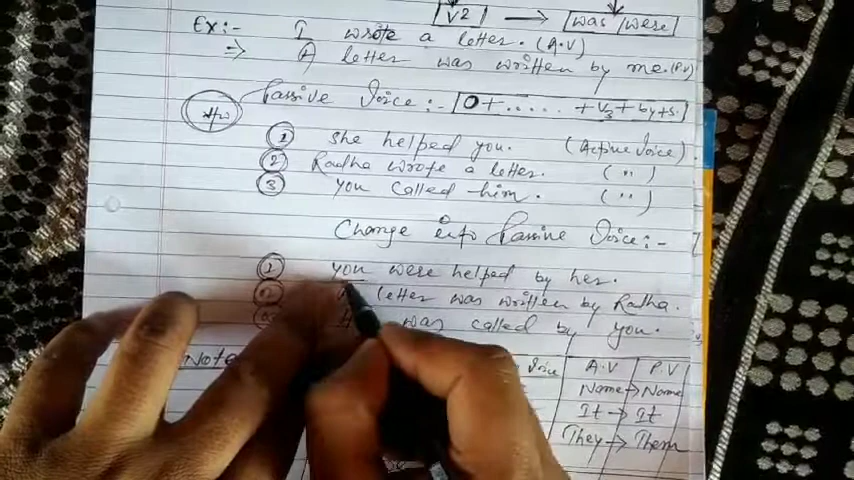 V2 → was/were
Ex:- I wrote a letter. (A.V)
⇒ A letter was written by me. (P.V)
H/w Passive Voice :- O+.....+V3+by+s.
① She helped you. (Active Voice)
② Radha wrote a letter. ( " )
③ You called him. ( " )
Change into Passive Voice :-
① You were helped by her.
letter was written by Radha.
was called by you.
Note
Voice A.V P.V
Name → Name
It → It
They → Them